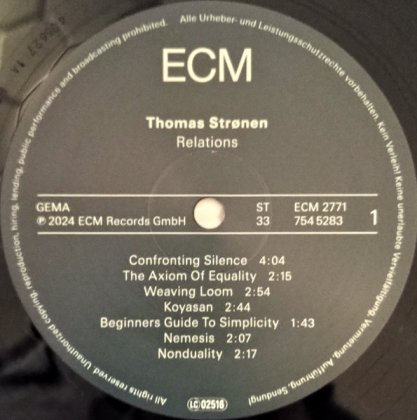 Alle Urheber- und Leistungsschutzrechte vorbehalten. Kein Verleih! Keine unerlaubte Vervielfältigung, Vermietung, Aufführung, Sendung!
All rights reserved. Unauthorized copying, reproduction, hiring, lending, public performance and broadcasting prohibited.
ECM
Thomas Strønen
Relations
GEMA ST ECM 2771
℗ 2024 ECM Records GmbH 33 754 5283 1
Confronting Silence 4:04
The Axiom Of Equality 2:15
Weaving Loom 2:54
Koyasan 2:44
Beginners Guide To Simplicity 1:43
Nemesis 2:07
Nonduality 2:17
LC 02516